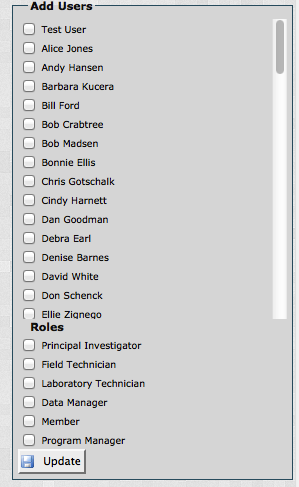 Add Users
Test User
Alice Jones
Andy Hansen
Barbara Kucera
Bill Ford
Bob Crabtree
Bob Madsen
Bonnie Ellis
Chris Gotschalk
Cindy Harnett
Dan Goodman
Debra Earl
Denise Barnes
David White
Don Schenck
Ellie Zignego
Roles
Principal Investigator
Field Technician
Laboratory Technician
Data Manager
Member
Program Manager
Update